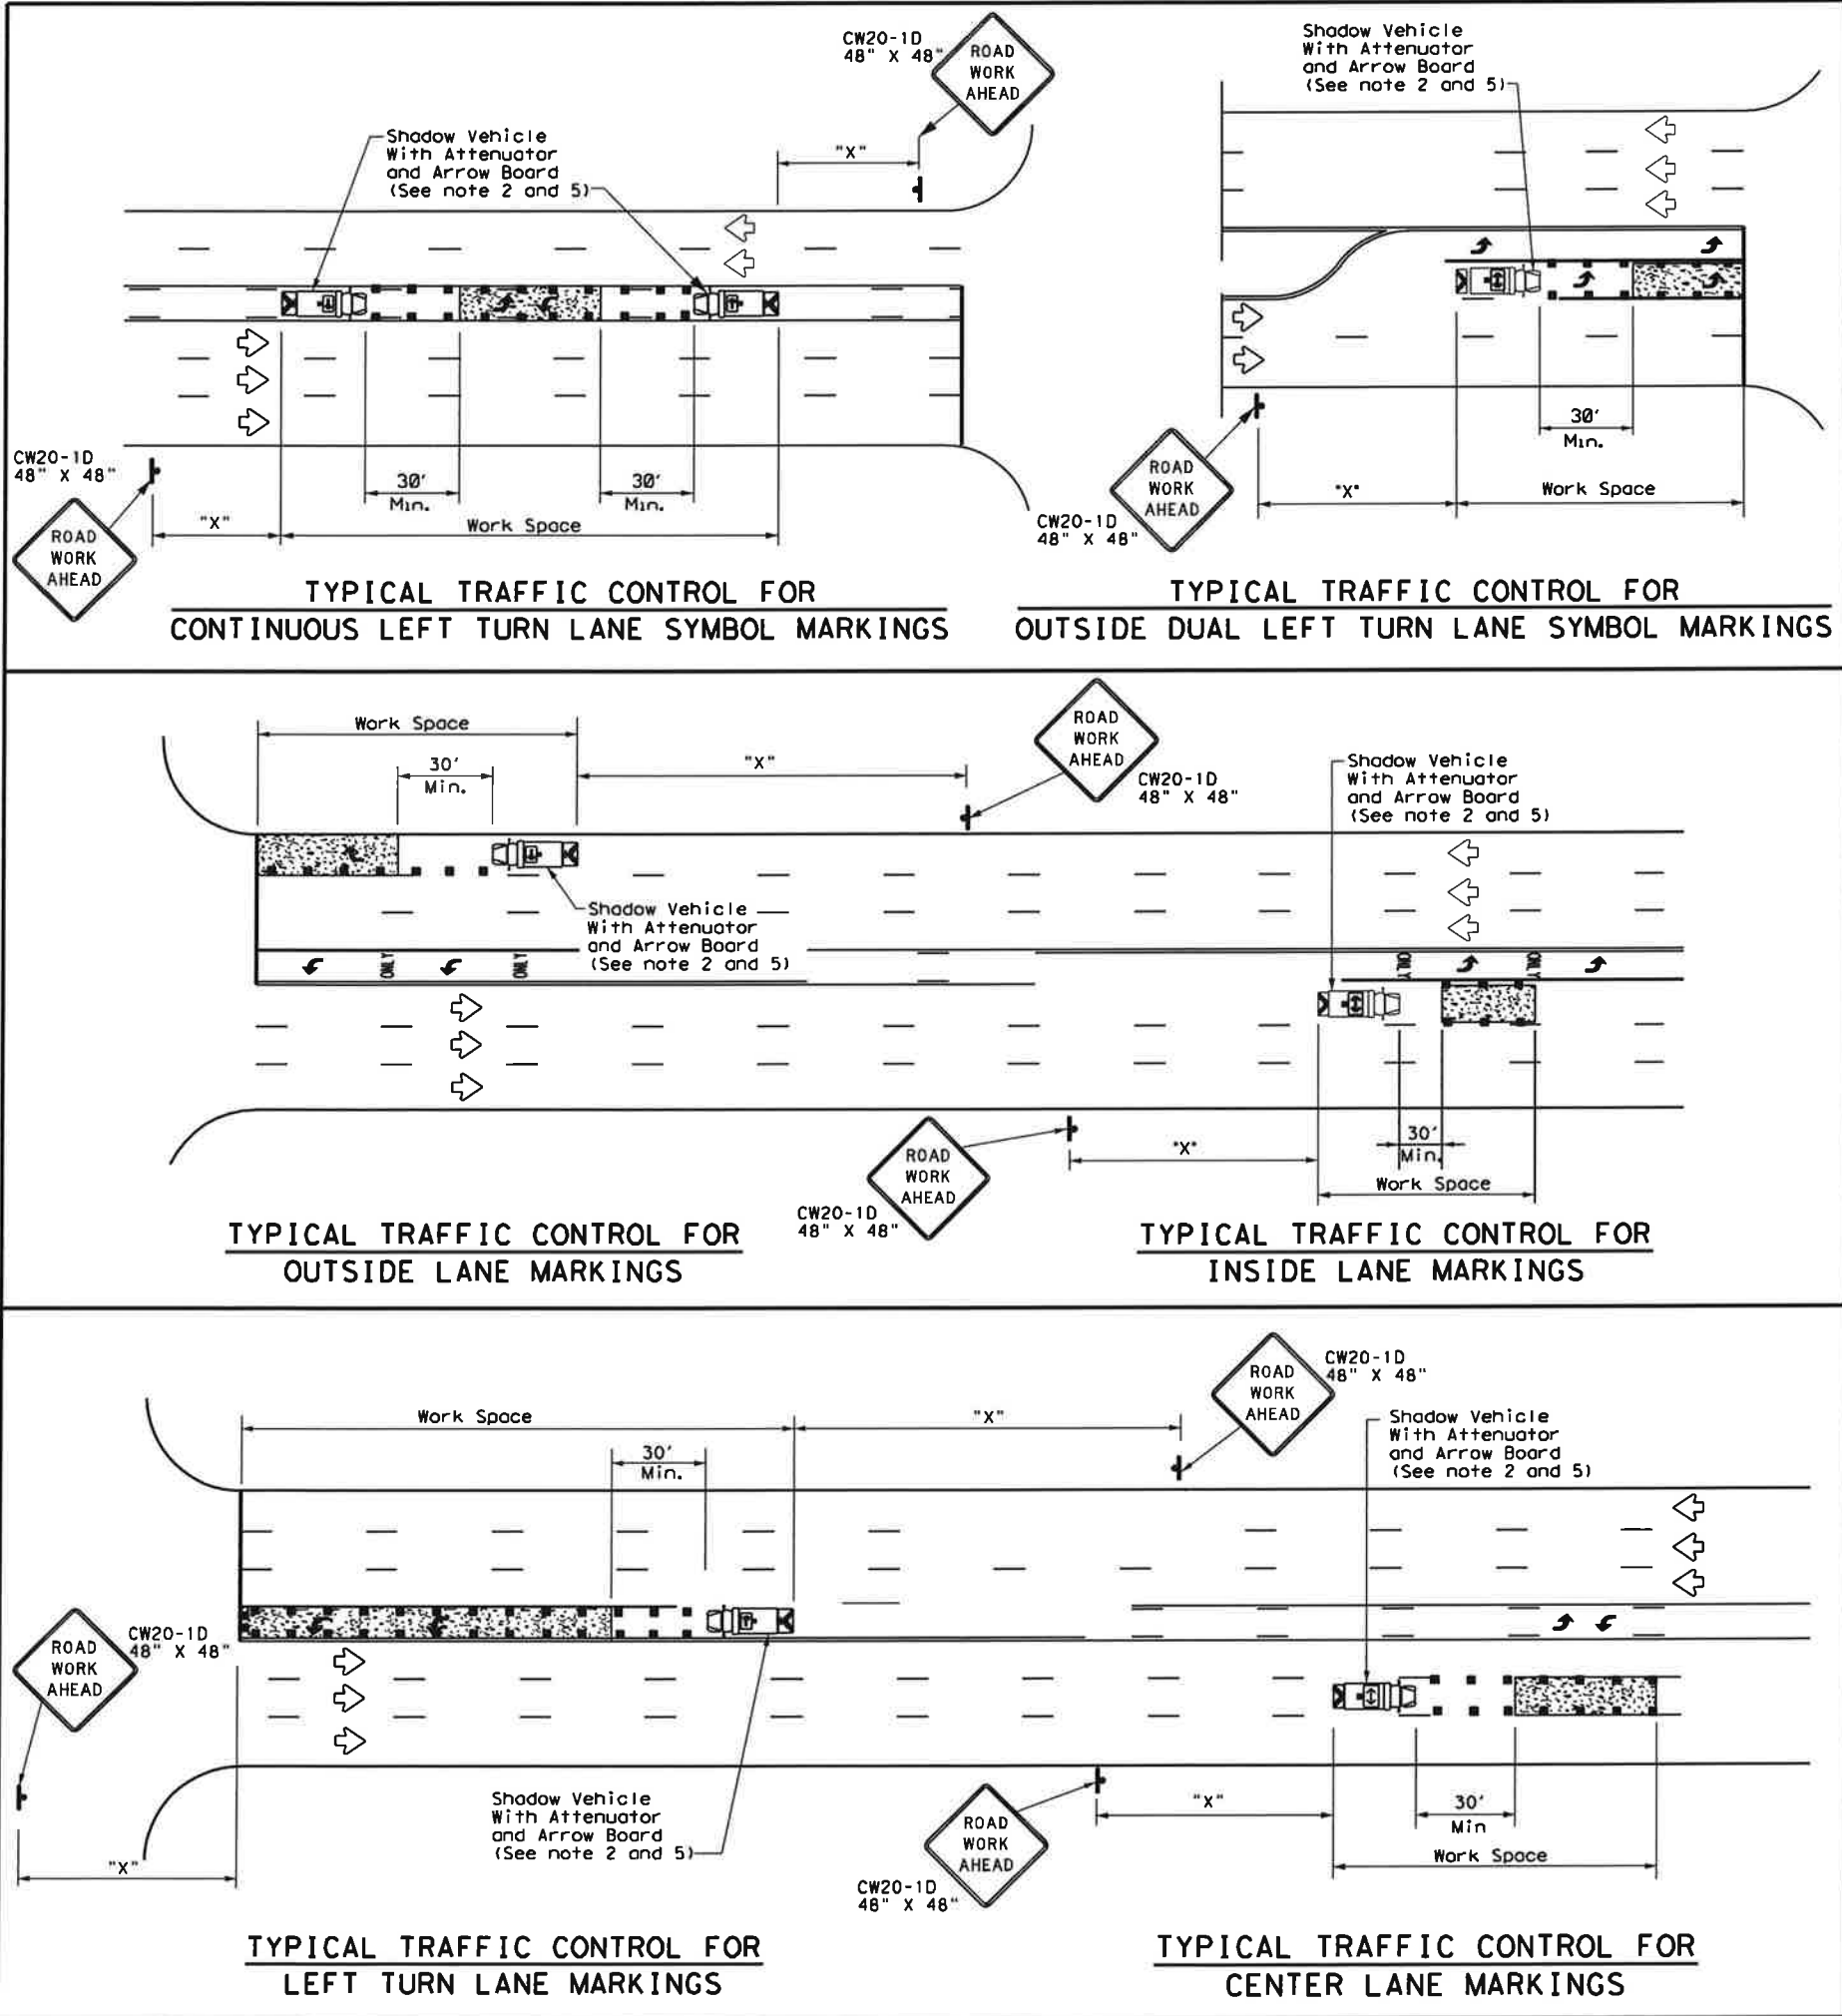 CW20-1D
48" X 48"
ROAD
WORK
AHEAD
Shadow Vehicle
With Attenuator
and Arrow Board
(See note 2 and 5)
"X"
CW20-1D
48" X 48"
ROAD
WORK
AHEAD
"X"
30'
Min.
30'
Min.
Work Space
TYPICAL TRAFFIC CONTROL FOR
CONTINUOUS LEFT TURN LANE SYMBOL MARKINGS
Shadow Vehicle
With Attenuator
and Arrow Board
(See note 2 and 5)
30'
Min.
ROAD
WORK
AHEAD
"X"
Work Space
CW20-1D
48" X 48"
TYPICAL TRAFFIC CONTROL FOR
OUTSIDE DUAL LEFT TURN LANE SYMBOL MARKINGS
Work Space
30'
Min.
"X"
ROAD
WORK
AHEAD
CW20-1D
48" X 48"
Shadow Vehicle
With Attenuator
and Arrow Board
(See note 2 and 5)
Shadow Vehicle
With Attenuator
and Arrow Board
(See note 2 and 5)
ONLY
ONLY
ONLY
ONLY
ROAD
WORK
AHEAD
CW20-1D
48" X 48"
"X"
30'
Min.
Work Space
TYPICAL TRAFFIC CONTROL FOR
OUTSIDE LANE MARKINGS
TYPICAL TRAFFIC CONTROL FOR
INSIDE LANE MARKINGS
Work Space
30'
Min.
"X"
ROAD
WORK
AHEAD
CW20-1D
48" X 48"
Shadow Vehicle
With Attenuator
and Arrow Board
(See note 2 and 5)
ROAD
WORK
AHEAD
CW20-1D
48" X 48"
"X"
Shadow Vehicle
With Attenuator
and Arrow Board
(See note 2 and 5)
ROAD
WORK
AHEAD
CW20-1D
48" X 48"
"X"
30'
Min
Work Space
TYPICAL TRAFFIC CONTROL FOR
LEFT TURN LANE MARKINGS
TYPICAL TRAFFIC CONTROL FOR
CENTER LANE MARKINGS